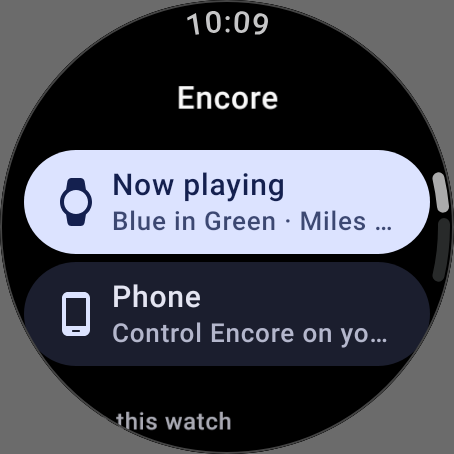 10:09
Encore
Now playing
Blue in Green · Miles ...
Phone
Control Encore on yo...
this watch